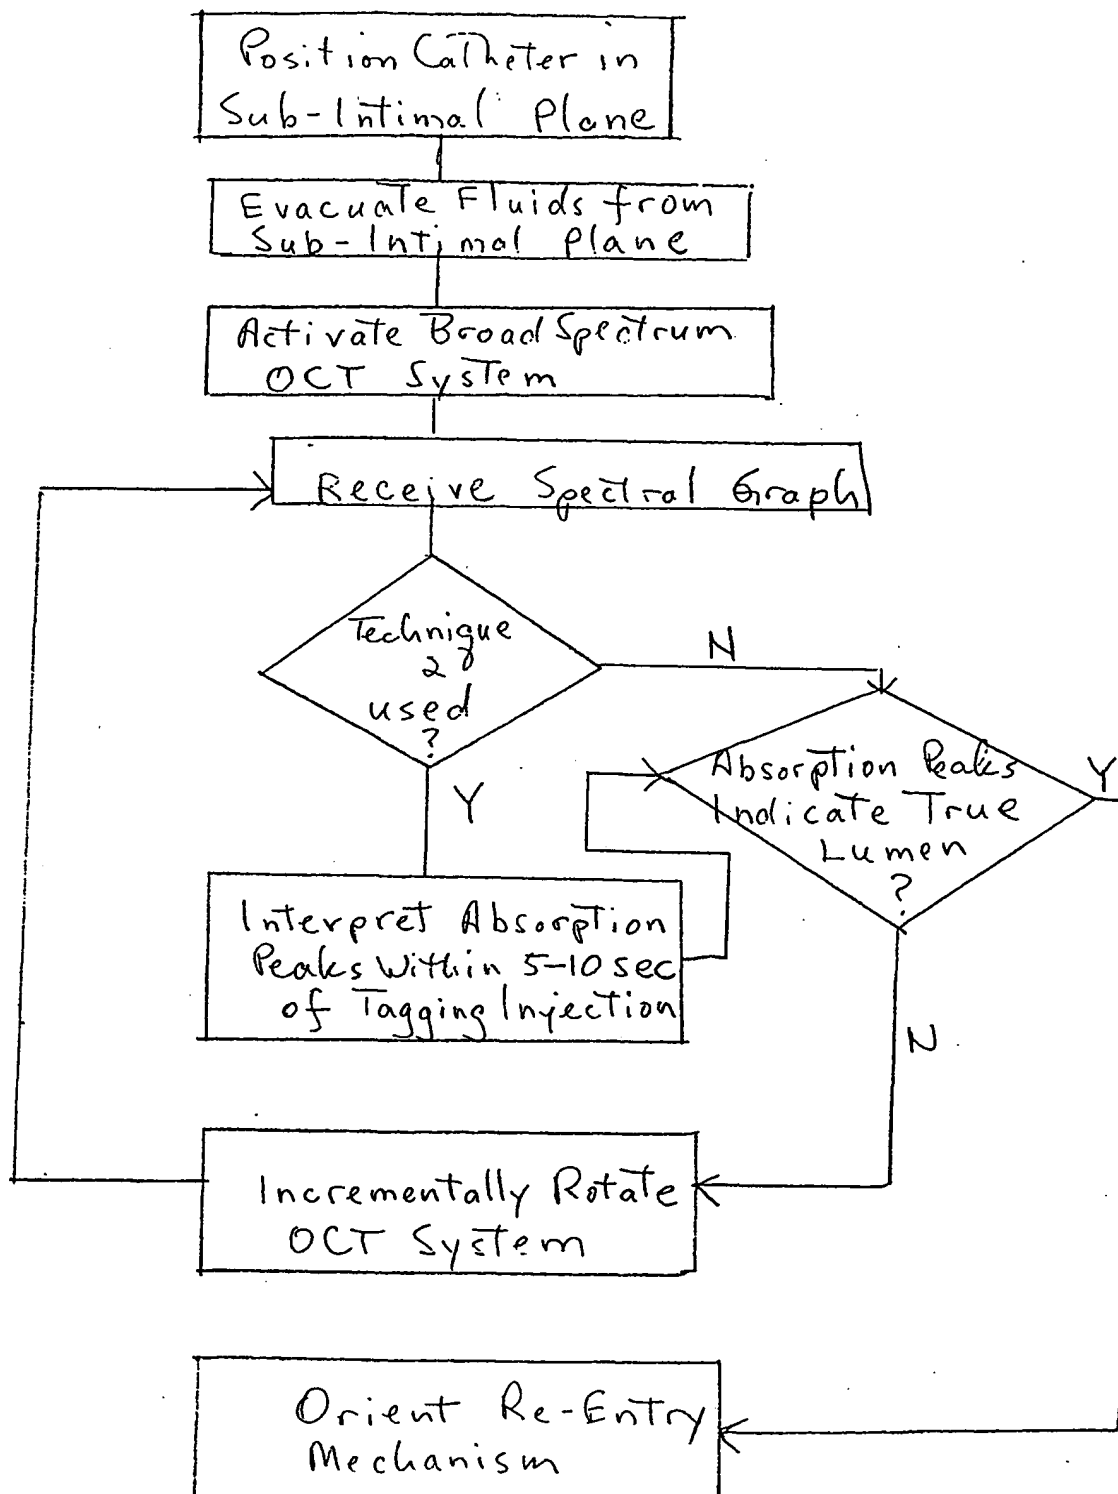 Position Catheter in
Sub-Intimal Plane
Evacuate Fluids from
Sub-Intimal Plane
Activate Broad Spectrum
OCT System
Receive Spectral Graph
Technique
2
used
?
N
Y
Absorption Peaks
Indicate True
Lumen
?
Y
Interpret Absorption
Peaks Within 5-10 sec
of Tagging Injection
N
Incrementally Rotate
OCT System
Orient Re-Entry
Mechanism